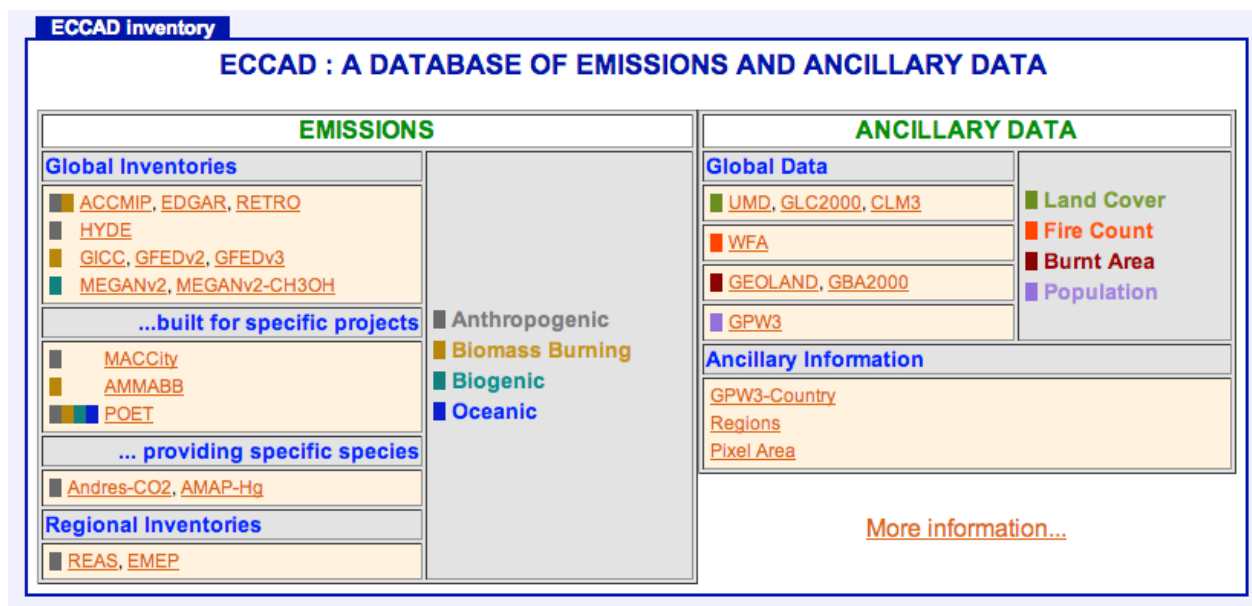 ECCAD inventory
ECCAD : A DATABASE OF EMISSIONS AND ANCILLARY DATA
EMISSIONS
Global Inventories
ACCMIP, EDGAR, RETRO
HYDE
GICC, GFEDv2, GFEDv3
MEGANv2, MEGANv2-CH3OH
...built for specific projects
MACCity
AMMABB
POET
... providing specific species
Andres-CO2, AMAP-Hg
Regional Inventories
REAS, EMEP
Anthropogenic
Biomass Burning
Biogenic
Oceanic
ANCILLARY DATA
Global Data
UMD, GLC2000, CLM3
WFA
GEOLAND, GBA2000
GPW3
Land Cover
Fire Count
Burnt Area
Population
Ancillary Information
GPW3-Country
Regions
Pixel Area
More information...